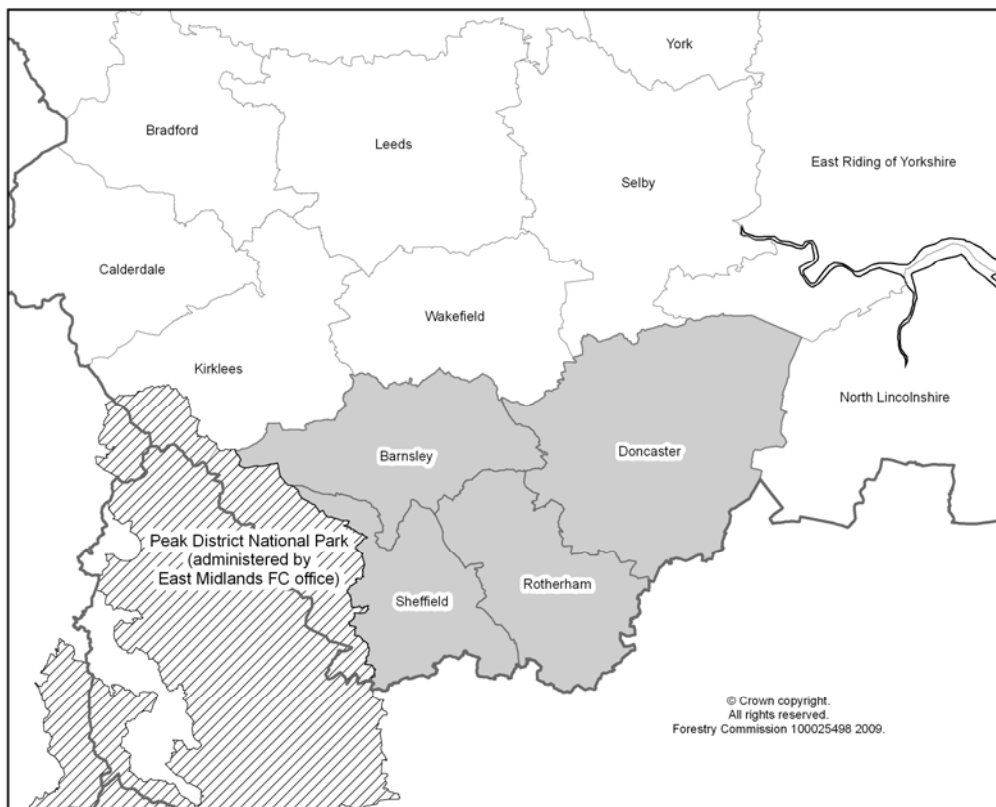 York
Bradford
Leeds
East Riding of Yorkshire
Selby
Calderdale
Wakefield
Kirklees
North Lincolnshire
Barnsley
Doncaster
Peak District National Park
(administered by
East Midlands FC office)
Rotherham
Sheffield
© Crown copyright.
All rights reserved.
Forestry Commission 100025498 2009.